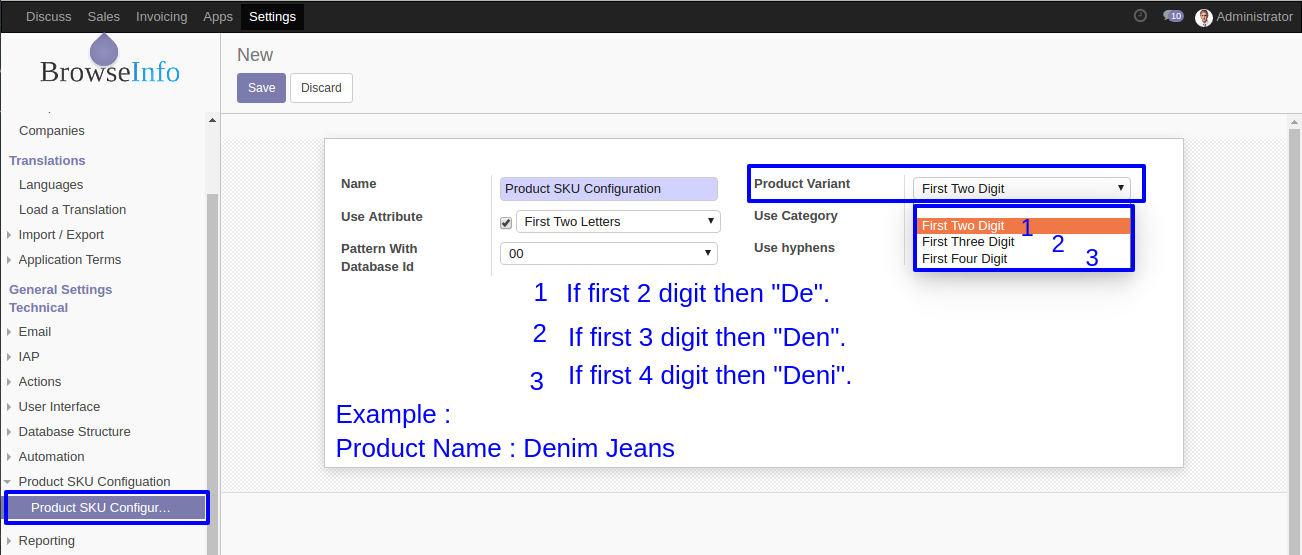 Discuss Sales Invoicing Apps Settings 10 Administrator
BrowseInfo
Companies
Translations
Languages
Load a Translation
Import / Export
Application Terms
General Settings
Technical
Email
IAP
Actions
User Interface
Database Structure
Automation
Product SKU Configuation
Product SKU Configur…
Reporting
New
Save Discard
Name Product SKU Configuration
Use Attribute First Two Letters
Pattern With
Database Id
00
Product Variant First Two Digit
Use Category
Use hyphens
First Two Digit 1
First Three Digit 2
First Four Digit 3
1 If first 2 digit then "De".
2 If first 3 digit then "Den".
3 If first 4 digit then "Deni".
Example :
Product Name : Denim Jeans